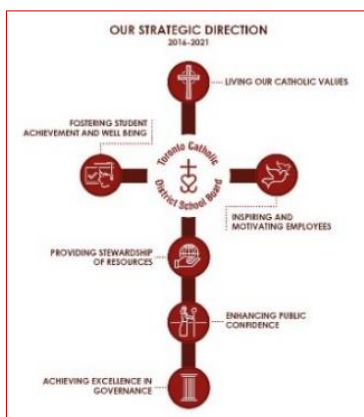 OUR STRATEGIC DIRECTION
2016-2021
LIVING OUR CATHOLIC VALUES
FOSTERING STUDENT
ACHIEVEMENT AND WELL BEING
Toronto Catholic
District School Board
INSPIRING AND
MOTIVATING EMPLOYEES
PROVIDING STEWARDSHIP
OF RESOURCES
ENHANCING PUBLIC
CONFIDENCE
ACHIEVING EXCELLENCE IN
GOVERNANCE